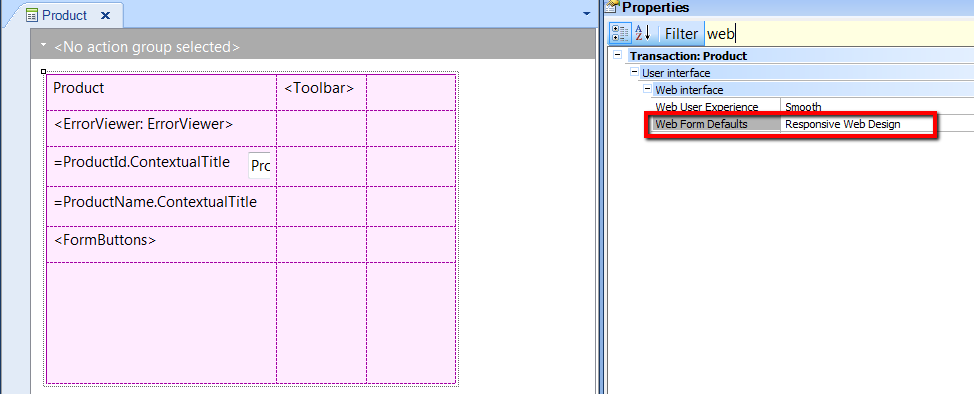 Product
<No action group selected>
Product <Toolbar>
<ErrorViewer: ErrorViewer>
=ProductId.ContextualTitle Prc
=ProductName.ContextualTitle
<FormButtons>
Properties
Filter web
Transaction: Product
User interface
Web interface
Web User Experience Smooth
Web Form Defaults Responsive Web Design